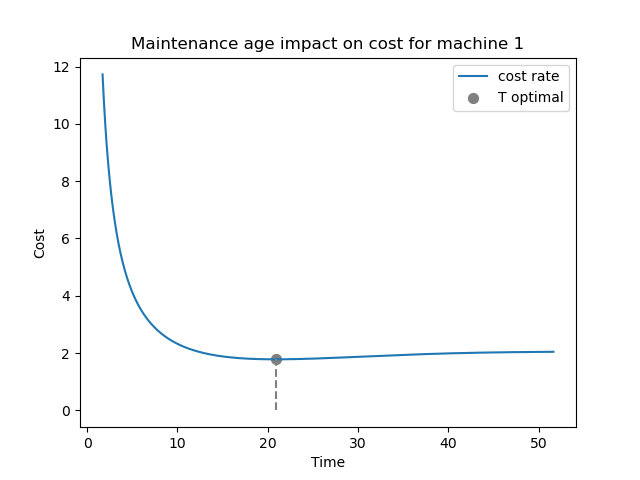 Maintenance age impact on cost for machine 1
cost rate
T optimal
12
10
8
6
4
2
0
Cost
0 10 20 30 40 50
Time